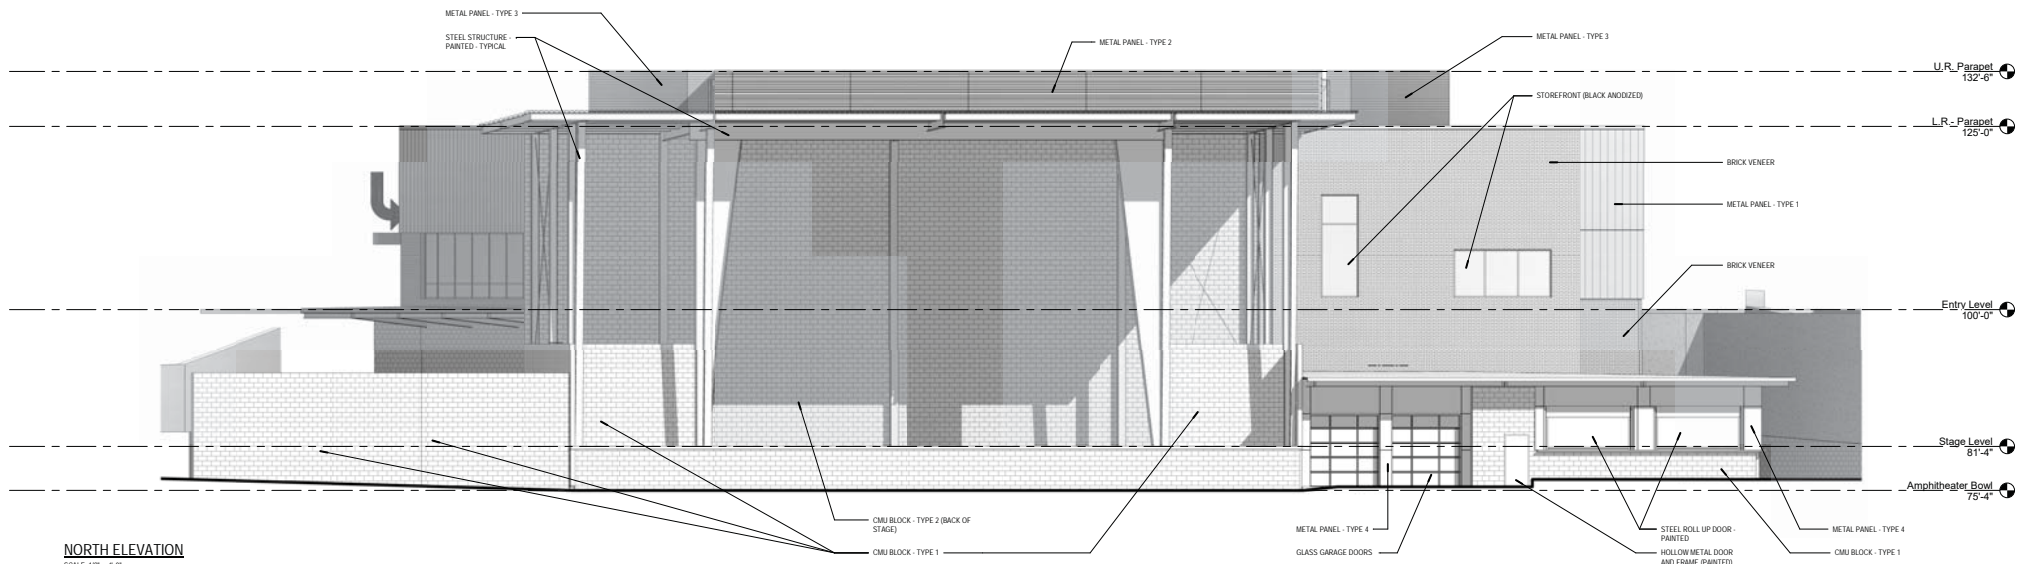 METAL PANEL - TYPE 3
STEEL STRUCTURE -
PAINTED - TYPICAL
METAL PANEL - TYPE 2
METAL PANEL - TYPE 3
U.R. Parapet
132'-6"
STOREFRONT (BLACK ANODIZED)
L.R.- Parapet
125'-0"
BRICK VENEER
METAL PANEL - TYPE 1
BRICK VENEER
Entry Level
100'-0"
Stage Level
81'-4"
Amphitheater Bowl
75'-4"
CMU BLOCK - TYPE 2 (BACK OF
STAGE)
CMU BLOCK - TYPE 1
METAL PANEL - TYPE 4
GLASS GARAGE DOORS
STEEL ROLL UP DOOR -
PAINTED
HOLLOW METAL DOOR
AND FRAME (PAINTED)
METAL PANEL - TYPE 4
CMU BLOCK - TYPE 1
NORTH ELEVATION